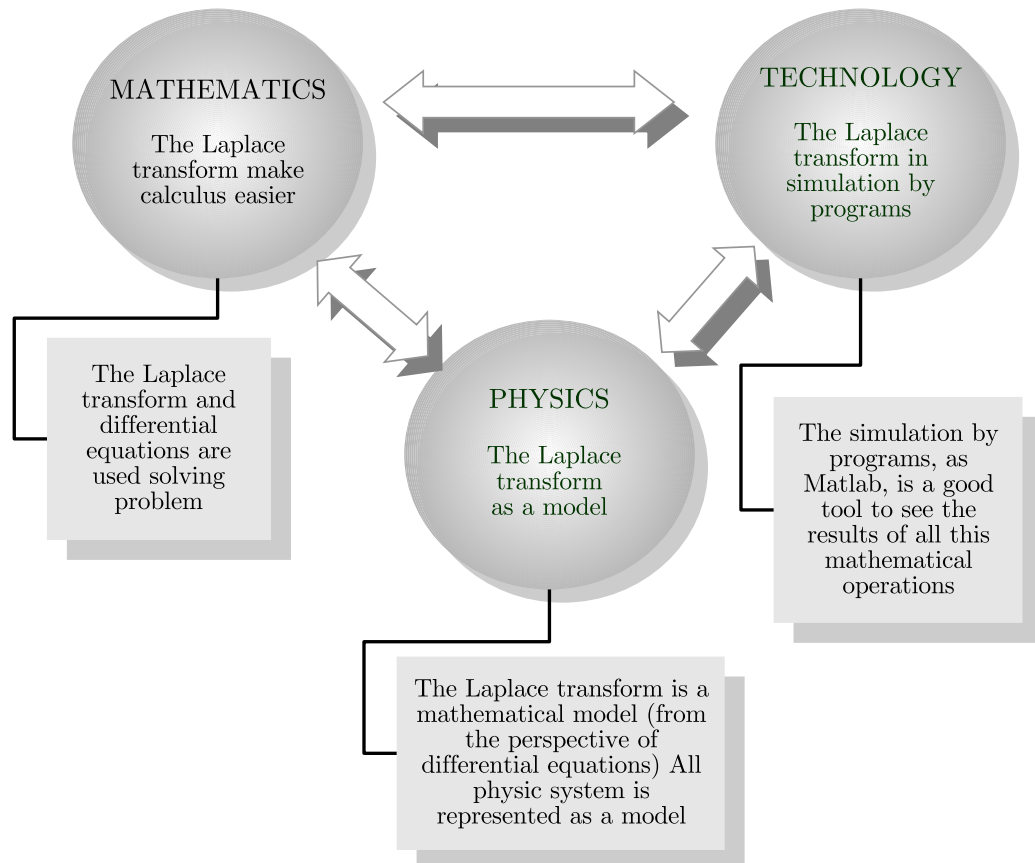 MATHEMATICS
The Laplace
transform make
calculus easier
TECHNOLOGY
The Laplace
transform in
simulation by
programs
PHYSICS
The Laplace
transform
as a model
The Laplace
transform and
differential
equations are
used solving
problem
The simulation by
programs, as
Matlab, is a good
tool to see the
results of all this
mathematical
operations
The Laplace transform is a
mathematical model (from
the perspective of
differential equations) All
physic system is
represented as a model